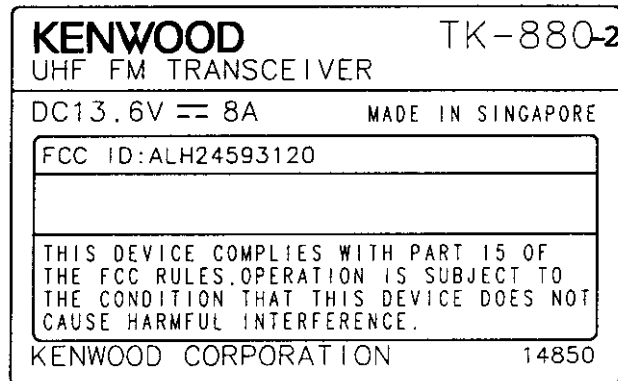 KENWOOD TK-880-2
UHF FM TRANSCEIVER
DC13.6V ⎓ 8A MADE IN SINGAPORE
FCC ID:ALH24593120
THIS DEVICE COMPLIES WITH PART 15 OF
THE FCC RULES.OPERATION IS SUBJECT TO
THE CONDITION THAT THIS DEVICE DOES NOT
CAUSE HARMFUL INTERFERENCE.
KENWOOD CORPORATION 14850